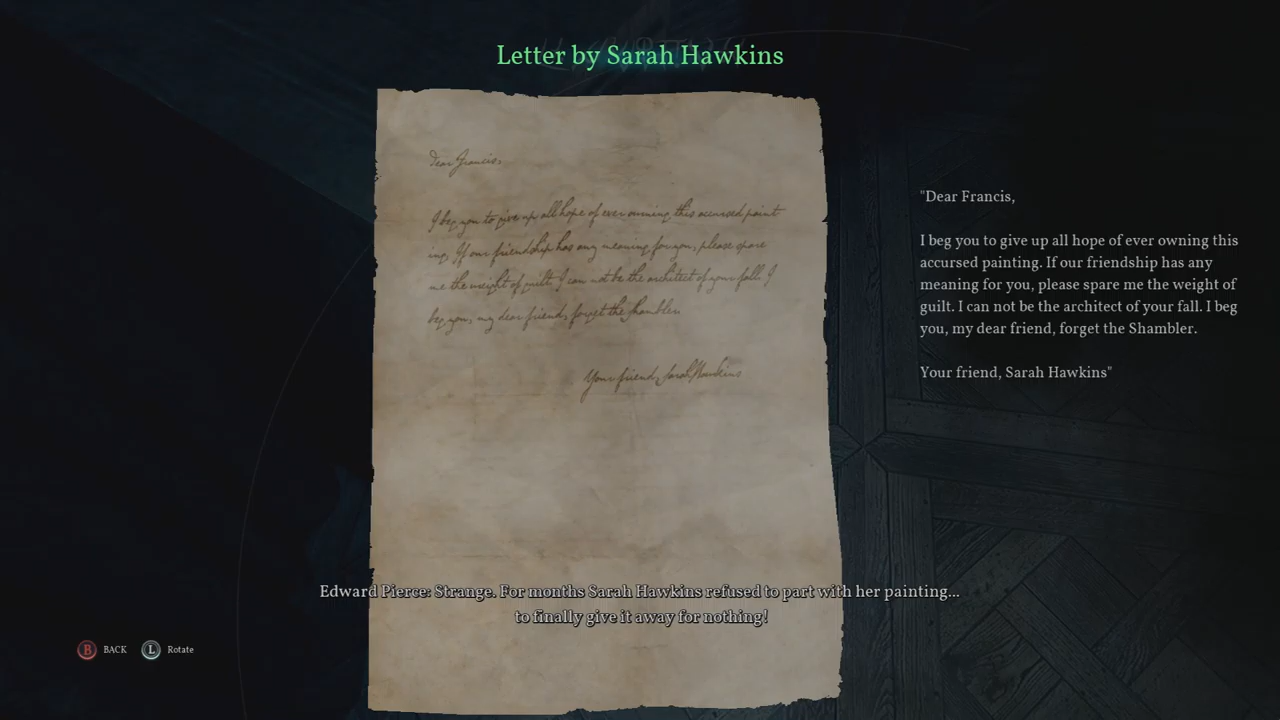 Letter by Sarah Hawkins
Dear Francis,
I beg you to give up all hope of ever owning this accursed paint
ing. If our friendship has any meaning for you, please spare
me the weight of guilt. I can not be the architect of your fall. I
beg you, my dear friend, forget the Shambler.
Your friend, Sarah Hawkins
"Dear Francis,
I beg you to give up all hope of ever owning this
accursed painting. If our friendship has any
meaning for you, please spare me the weight of
guilt. I can not be the architect of your fall. I beg
you, my dear friend, forget the Shambler.
Your friend, Sarah Hawkins"
Edward Pierce: Strange. For months Sarah Hawkins refused to part with her painting...
to finally give it away for nothing!
B BACK L Rotate